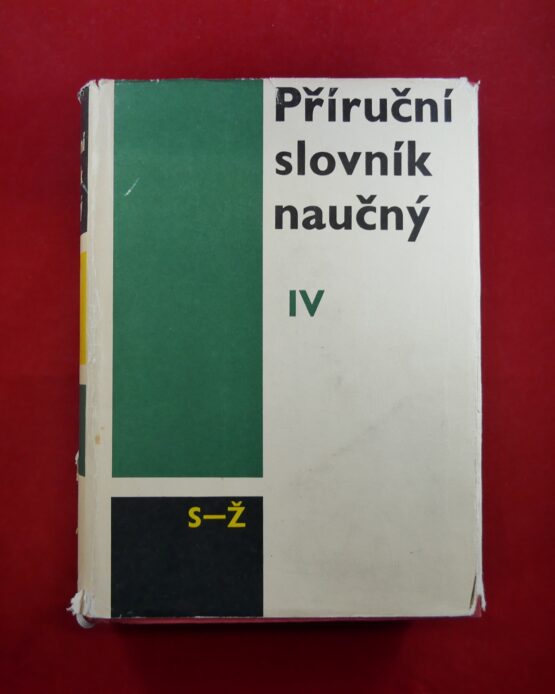 Příruční
slovník
naučný
IV
S–Ž